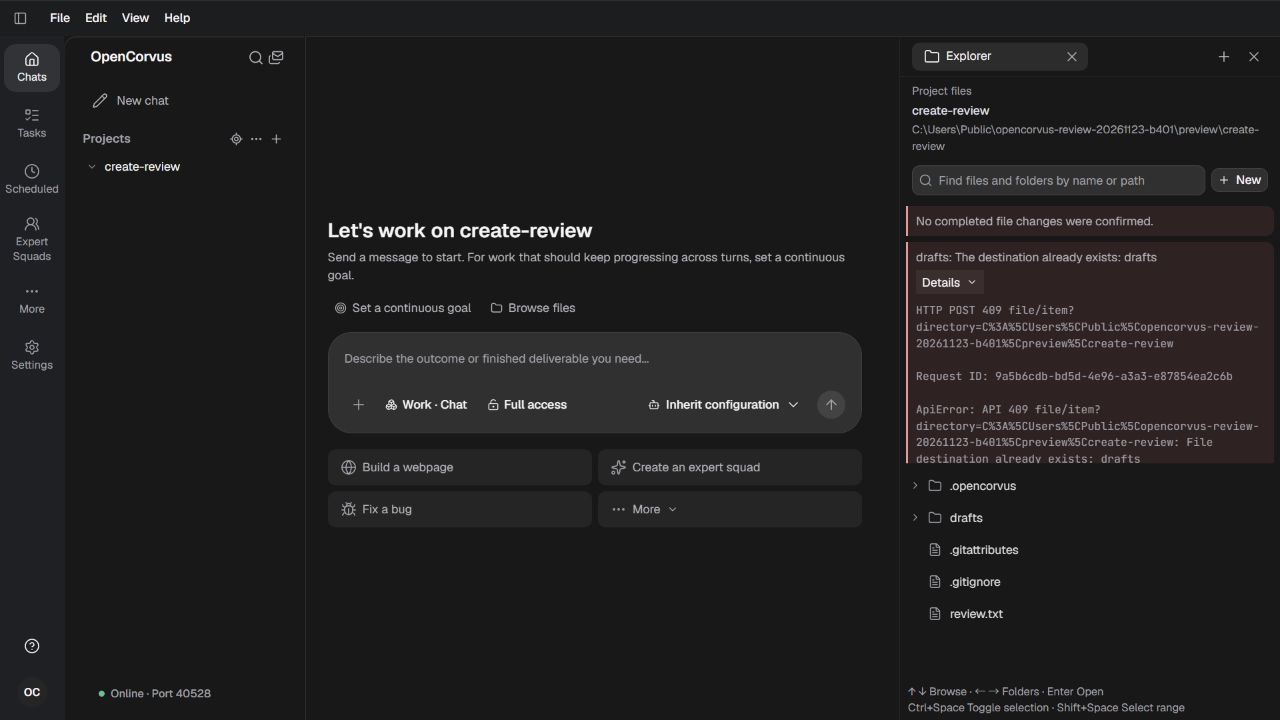 File Edit View Help
Chats
Tasks
Scheduled
Expert
Squads
More
Settings
OC
OpenCorvus
New chat
Projects
create-review
Online · Port 40528
Let's work on create-review
Send a message to start. For work that should keep progressing across turns, set a continuous
goal.
Set a continuous goal Browse files
Describe the outcome or finished deliverable you need...
Work · Chat Full access Inherit configuration
Build a webpage Create an expert squad
Fix a bug More
Explorer
Project files
create-review
C:\Users\Public\opencorvus-review-20261123-b401\preview\create-
review
Find files and folders by name or path
New
No completed file changes were confirmed.
drafts: The destination already exists: drafts
Details
HTTP POST 409 file/item?
directory=C%3A%5CUsers%5CPublic%5Copencorvus-review-
20261123-b401%5Cpreview%5Ccreate-review
Request ID: 9a5b6cdb-bd5d-4e96-a3a3-e87854ea2c6b
ApiError: API 409 file/item?
directory=C%3A%5CUsers%5CPublic%5Copencorvus-review-
20261123-b401%5Cpreview%5Ccreate-review: File
destination already exists: drafts
.opencorvus
drafts
.gitattributes
.gitignore
review.txt
↑↓ Browse · ←→ Folders · Enter Open
Ctrl+Space Toggle selection · Shift+Space Select range